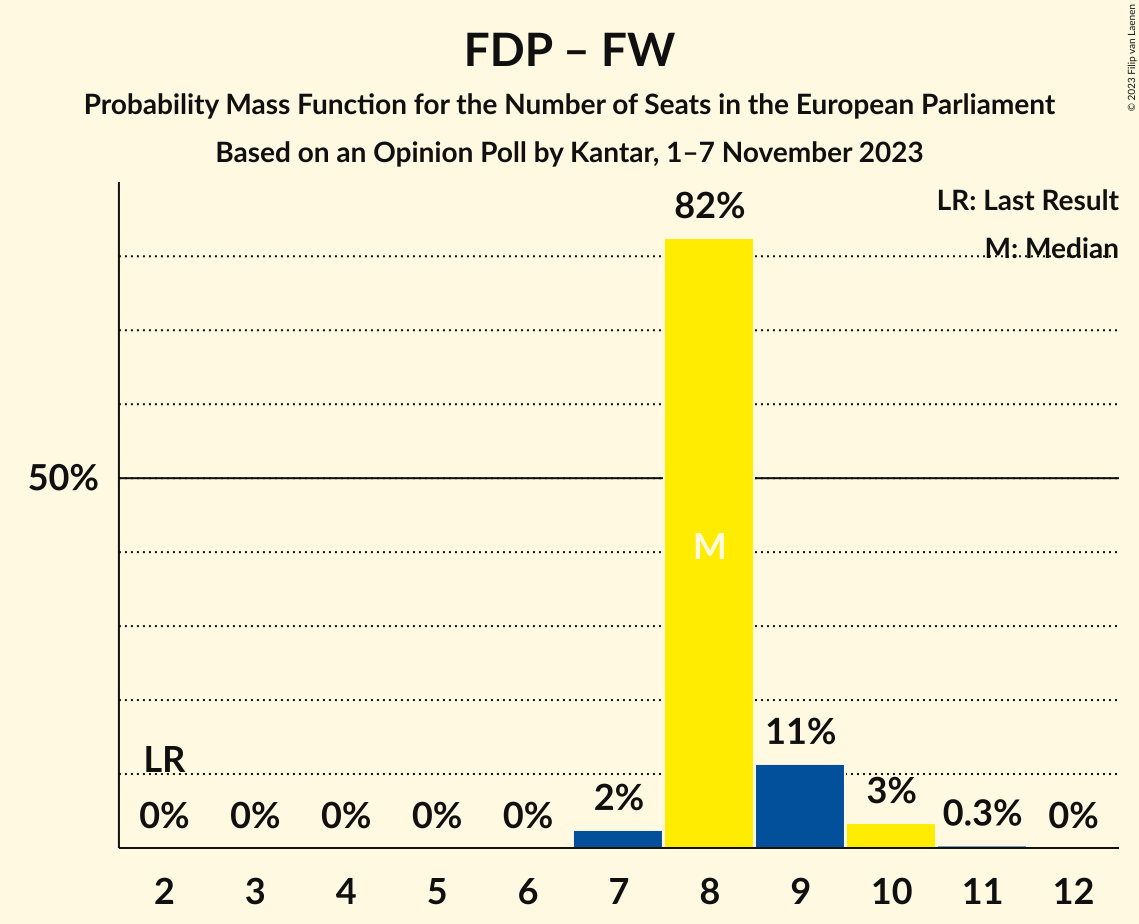 FDP – FW
Probability Mass Function for the Number of Seats in the European Parliament
Based on an Opinion Poll by Kantar, 1–7 November 2023
© 2023 Filip van Laenen
LR: Last Result
M: Median
82%
50%
M
11%
LR
2%
3%
0.3%
0% 0% 0% 0% 0% 0%
2 3 4 5 6 7 8 9 10 11 12